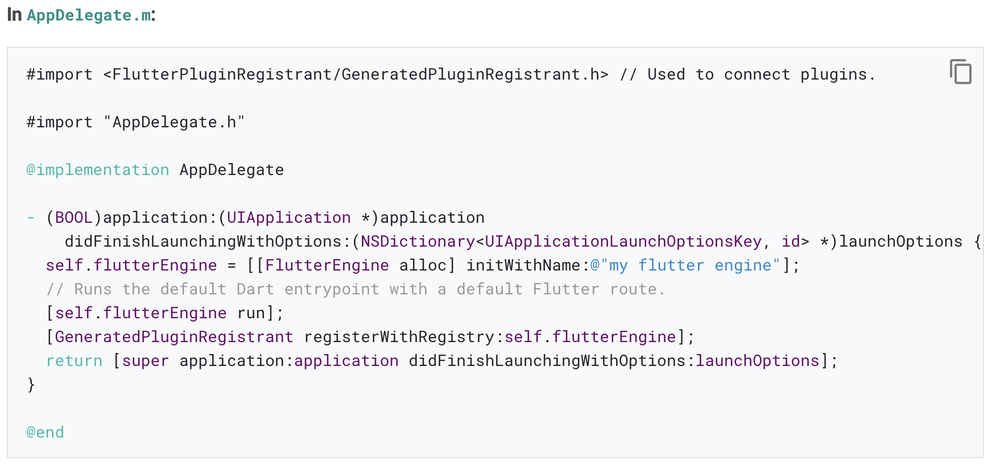 In AppDelegate.m:
#import <FlutterPluginRegistrant/GeneratedPluginRegistrant.h> // Used to connect plugins.
#import "AppDelegate.h"
@implementation AppDelegate
- (BOOL)application:(UIApplication *)application
didFinishLaunchingWithOptions:(NSDictionary<UIApplicationLaunchOptionsKey, id> *)launchOptions {
self.flutterEngine = [[FlutterEngine alloc] initWithName:@"my flutter engine"];
// Runs the default Dart entrypoint with a default Flutter route.
[self.flutterEngine run];
[GeneratedPluginRegistrant registerWithRegistry:self.flutterEngine];
return [super application:application didFinishLaunchingWithOptions:launchOptions];
}
@end